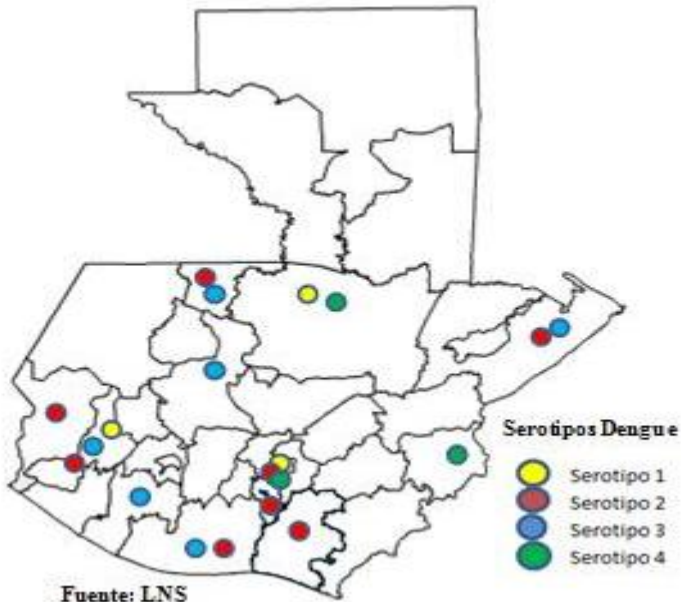 Serotipos Dengue
Serotipo 1
Serotipo 2
Serotipo 3
Serotipo 4
Fuente: LNS